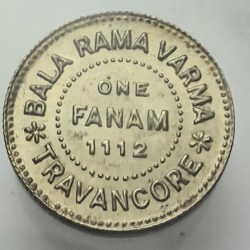 BALA RAMA VARMA
ONE
FANAM
1112
* TRAVANCORE *